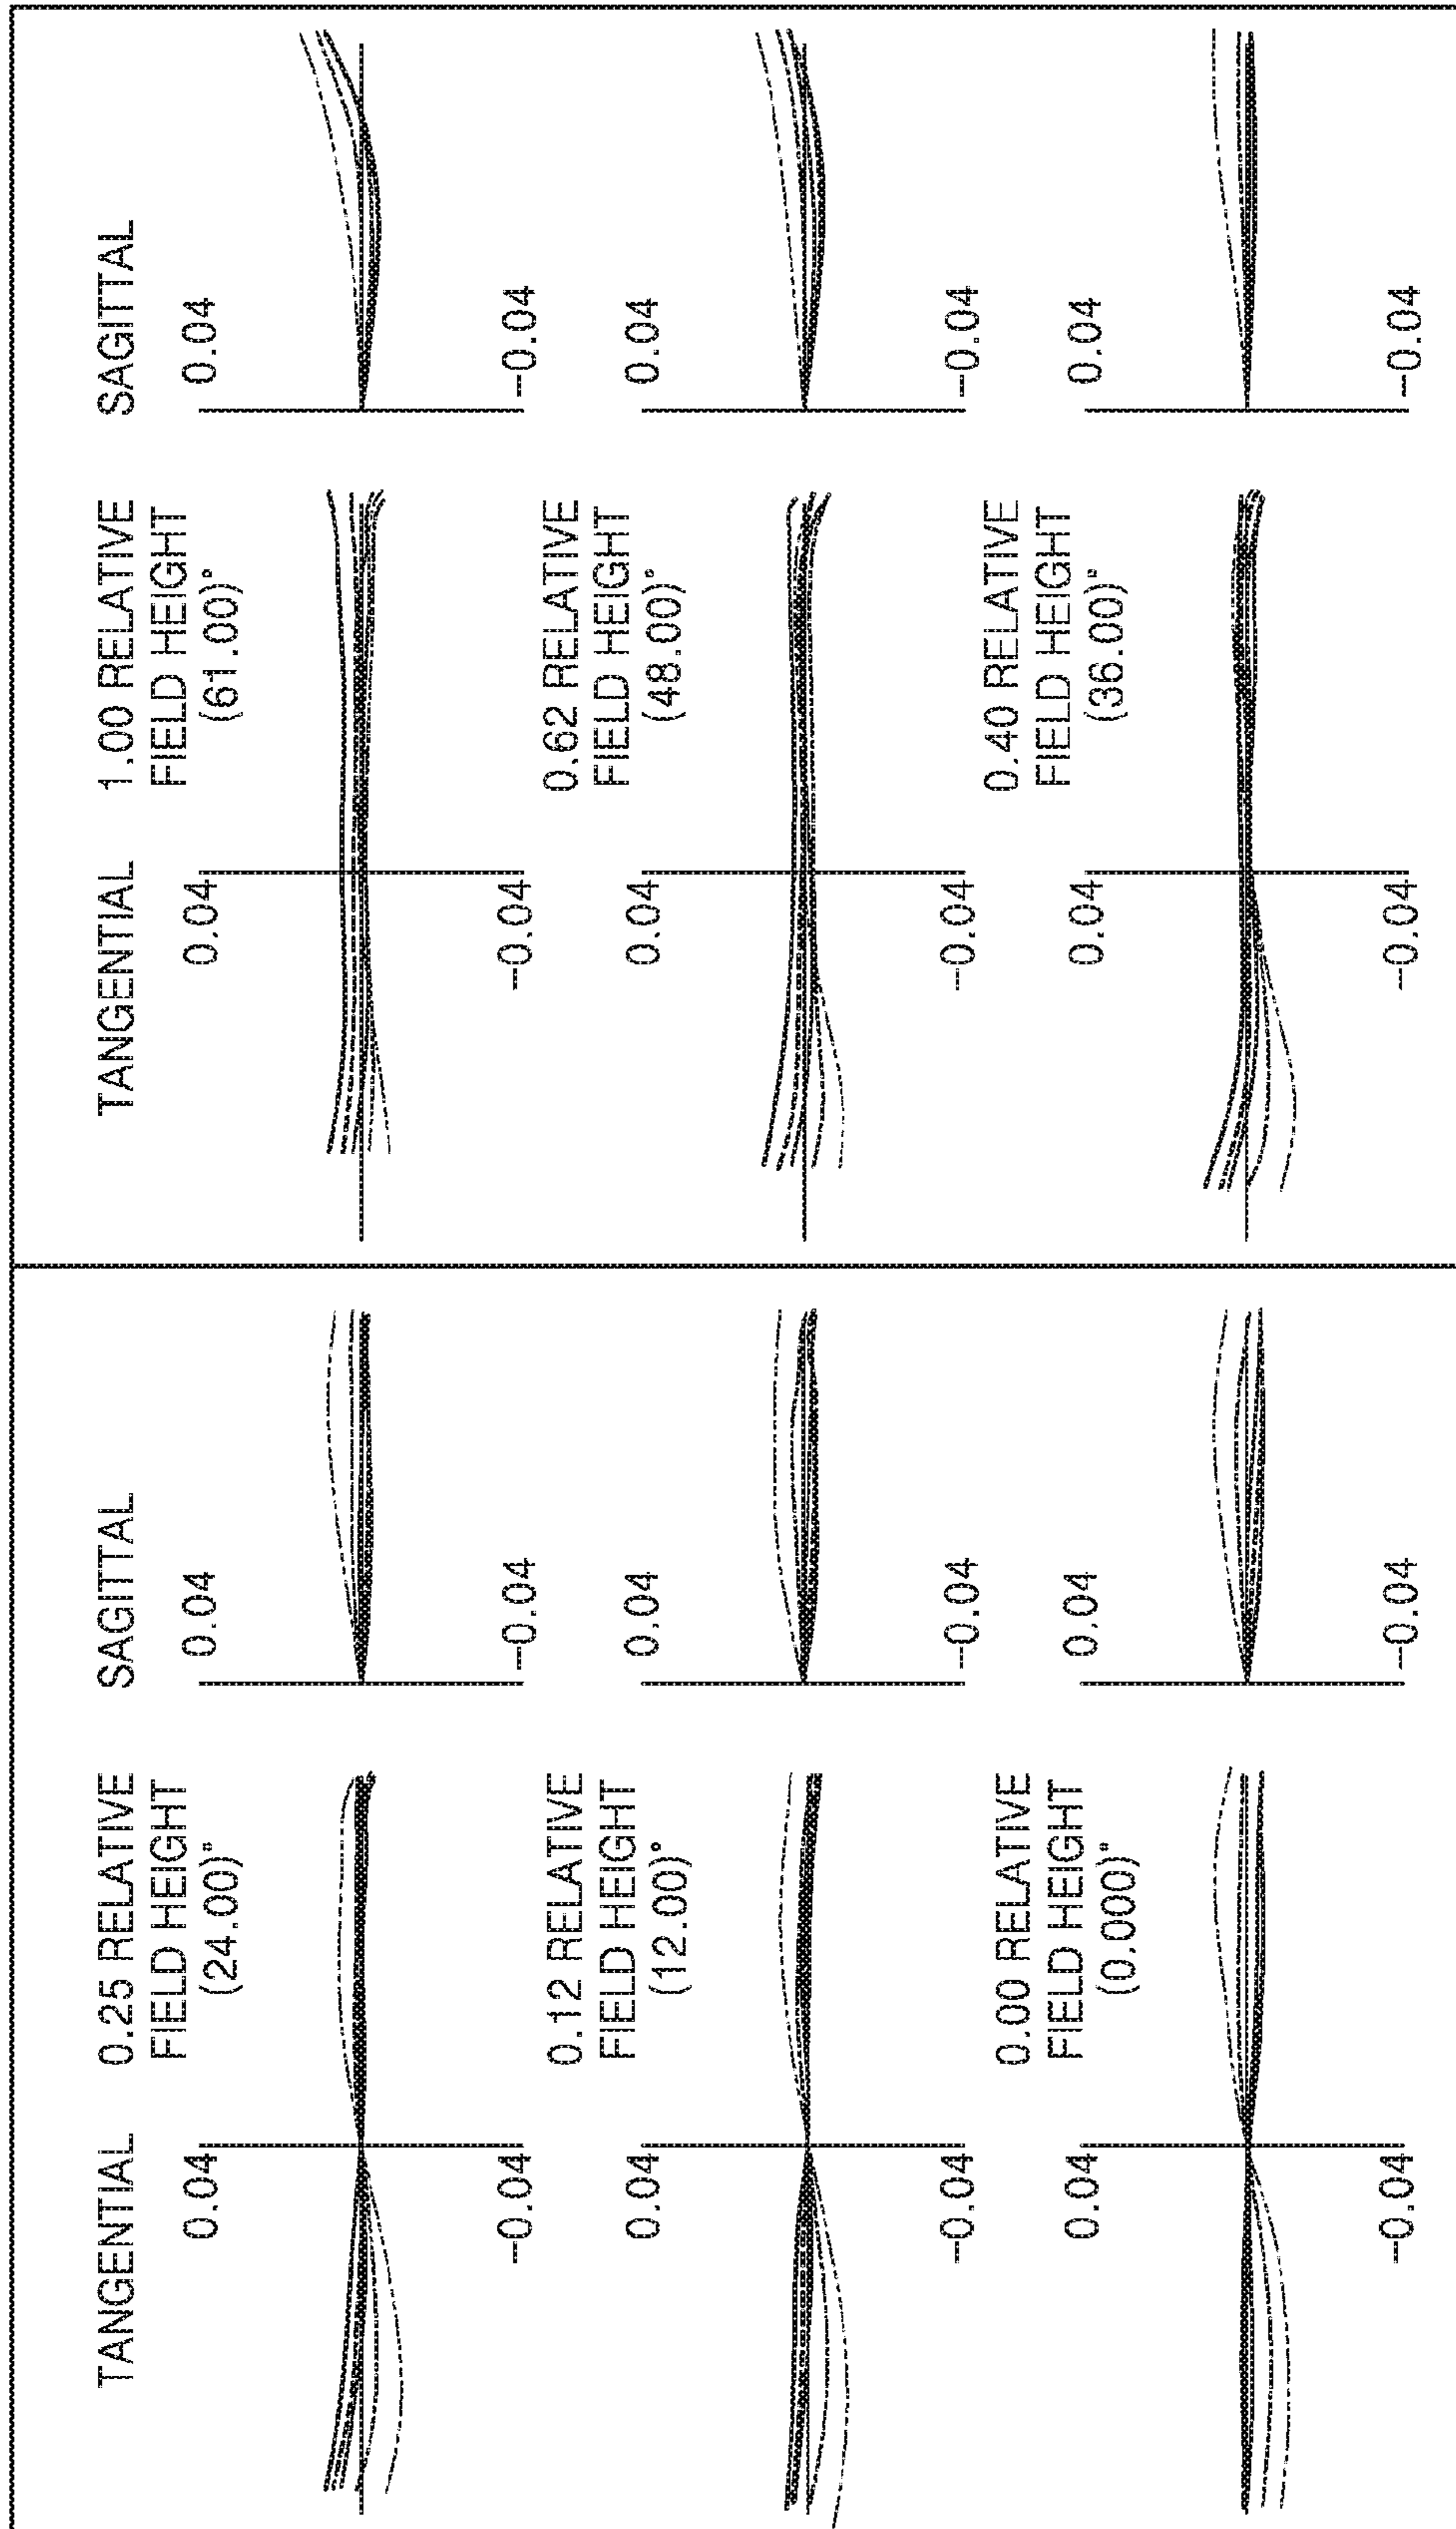 TANGENTIAL 0.25 RELATIVE SAGITTAL
FIELD HEIGHT
(24.00)°
0.04 0.04
-0.04 -0.04
0.12 RELATIVE
FIELD HEIGHT
(12.00)°
0.04 0.04
-0.04 -0.04
0.00 RELATIVE
FIELD HEIGHT
(0.000)°
0.04 0.04
-0.04 -0.04
TANGENTIAL 1.00 RELATIVE SAGITTAL
FIELD HEIGHT
(61.00)°
0.04 0.04
-0.04 -0.04
0.62 RELATIVE
FIELD HEIGHT
(48.00)°
0.04 0.04
-0.04 -0.04
0.40 RELATIVE
FIELD HEIGHT
(36.00)°
0.04 0.04
-0.04 -0.04